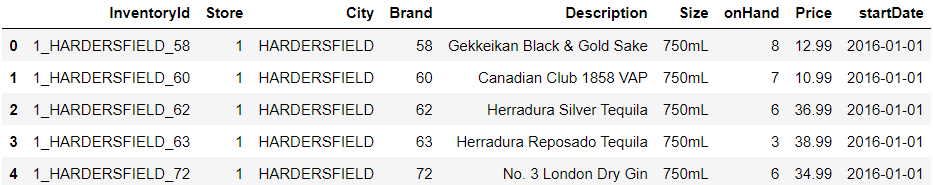 InventoryId Store City Brand Description Size onHand Price startDate
0 1_HARDERSFIELD_58 1 HARDERSFIELD 58 Gekkeikan Black & Gold Sake 750mL 8 12.99 2016-01-01
1 1_HARDERSFIELD_60 1 HARDERSFIELD 60 Canadian Club 1858 VAP 750mL 7 10.99 2016-01-01
2 1_HARDERSFIELD_62 1 HARDERSFIELD 62 Herradura Silver Tequila 750mL 6 36.99 2016-01-01
3 1_HARDERSFIELD_63 1 HARDERSFIELD 63 Herradura Reposado Tequila 750mL 3 38.99 2016-01-01
4 1_HARDERSFIELD_72 1 HARDERSFIELD 72 No. 3 London Dry Gin 750mL 6 34.99 2016-01-01